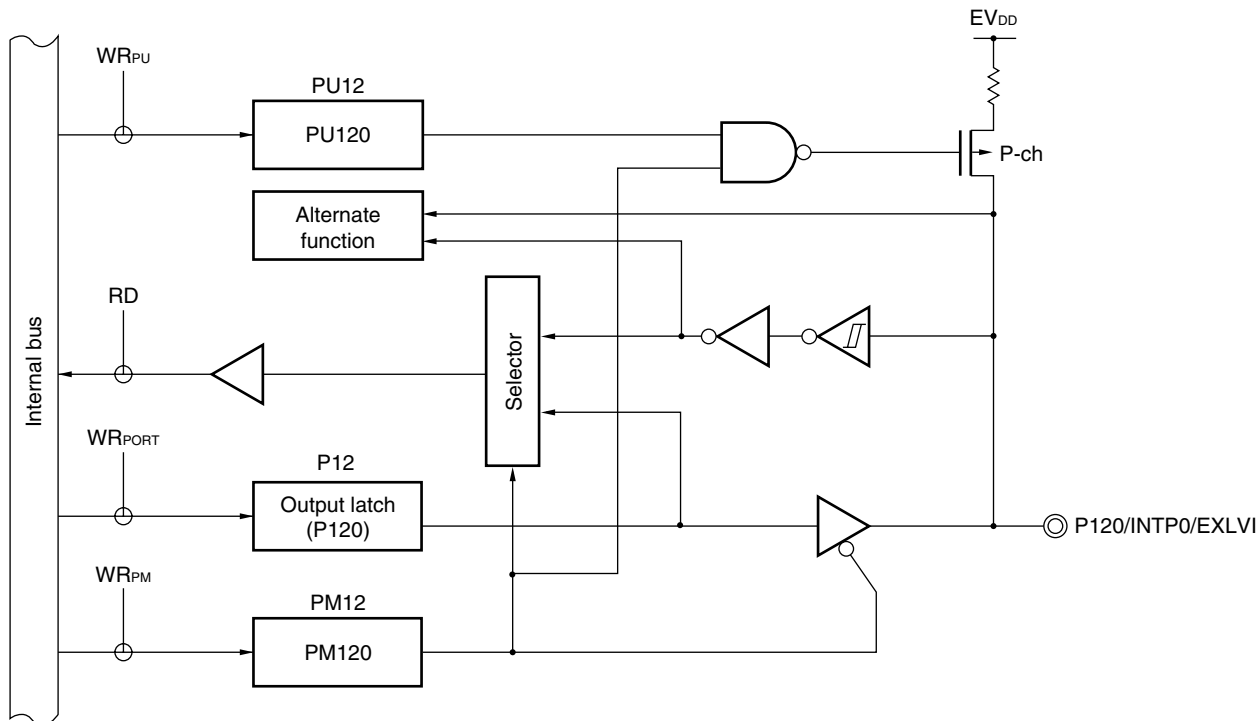 EVDD
WRPU
PU12
PU120
P-ch
Alternate
function
RD
Selector
Internal bus
WRPORT
P12
Output latch
(P120)
P120/INTP0/EXLVI
WRPM
PM12
PM120